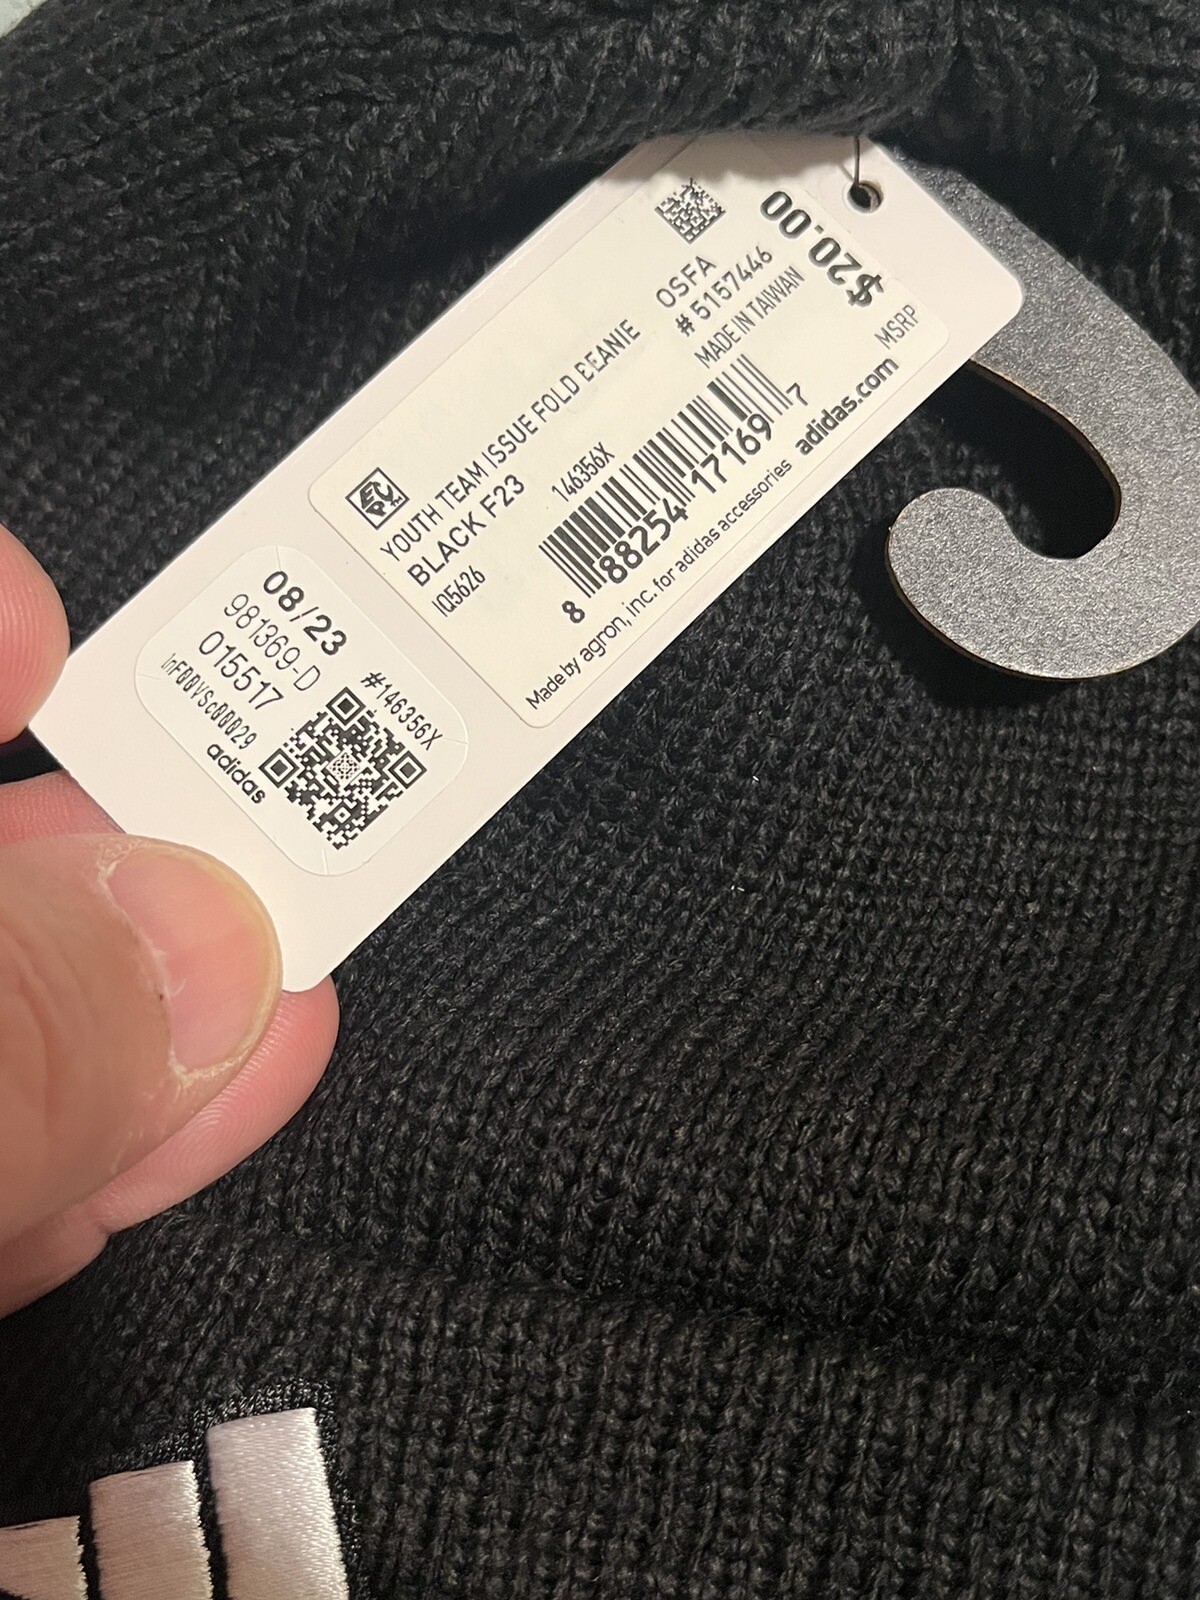 YOUTH TEAM ISSUE FOLD BEANIE
BLACK F23
IQ5626
146356X
8 88254 17169 7
OSFA
# 5157446
MADE IN TAIWAN
$20.00
MSRP
Made by agron, inc. for adidas accessories
adidas.com
08/23
981369-D
015517
#146356X
adidas